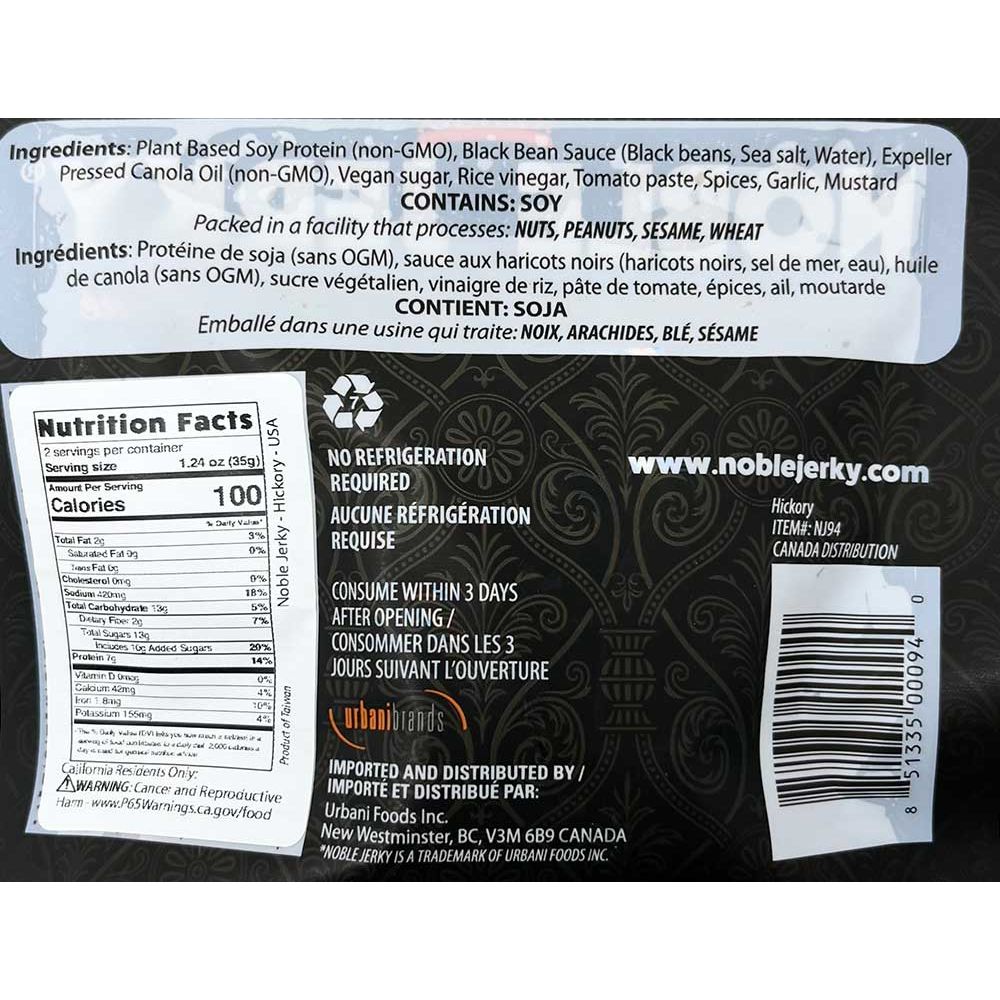 Ingredients: Plant Based Soy Protein (non-GMO), Black Bean Sauce (Black beans, Sea salt, Water), Expeller
Pressed Canola Oil (non-GMO), Vegan sugar, Rice vinegar, Tomato paste, Spices, Garlic, Mustard
CONTAINS: SOY
Packed in a facility that processes: NUTS, PEANUTS, SESAME, WHEAT
Ingrédients: Protéine de soja (sans OGM), sauce aux haricots noirs (haricots noirs, sel de mer, eau), huile
de canola (sans OGM), sucre végétalien, vinaigre de riz, pâte de tomate, épices, ail, moutarde
CONTIENT: SOJA
Emballé dans une usine qui traite: NOIX, ARACHIDES, BLÉ, SÉSAME
Nutrition Facts
2 servings per container
Serving size 1.24 oz (35g)
Amount Per Serving
Calories 100
% Daily Value*
Total Fat 2g 3%
Saturated Fat 0g 0%
Trans Fat 0g
Cholesterol 0mg 0%
Sodium 420mg 18%
Total Carbohydrate 13g 5%
Dietary Fiber 2g 7%
Total Sugars 13g
Includes 10g Added Sugars 20%
Protein 7g 14%
Vitamin D 0mcg 0%
Calcium 42mg 4%
Iron 1.8mg 10%
Potassium 155mg 4%
Noble Jerky - Hickory - USA
Product of Taiwan
California Residents Only:
WARNING: Cancer and Reproductive
Harm - www.P65Warnings.ca.gov/food
7
NO REFRIGERATION
REQUIRED
AUCUNE RÉFRIGÉRATION
REQUISE
CONSUME WITHIN 3 DAYS
AFTER OPENING /
CONSOMMER DANS LES 3
JOURS SUIVANT L'OUVERTURE
urbanibrands
IMPORTED AND DISTRIBUTED BY /
IMPORTÉ ET DISTRIBUÉ PAR:
Urbani Foods Inc.
New Westminster, BC, V3M 6B9 CANADA
*NOBLE JERKY IS A TRADEMARK OF URBANI FOODS INC.
www.noblejerky.com
Hickory
ITEM#: NJ94
CANADA DISTRIBUTION
8 51335 00094 0